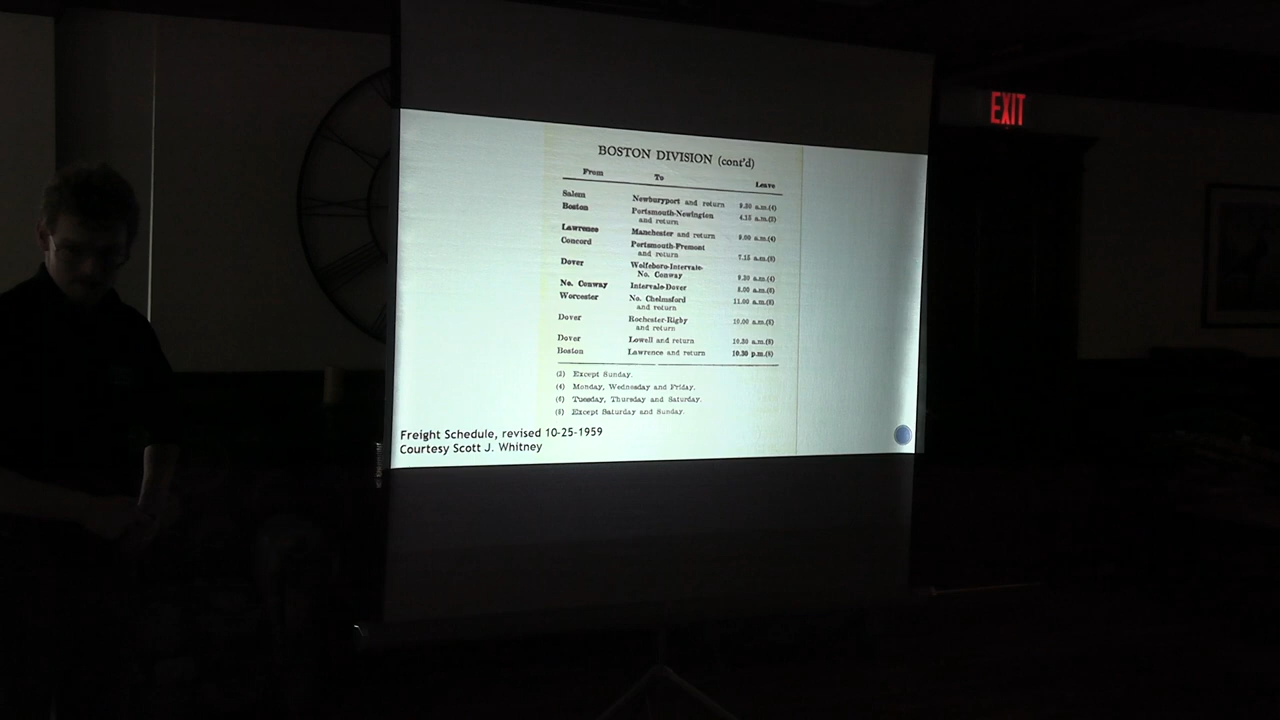 EXIT
BOSTON DIVISION (cont'd)
From To Leave
Salem Newburyport and return 9.30 a.m.(4)
Boston Portsmouth-Newington and return 4.15 a.m.(2)
Lawrence Manchester and return 9.00 a.m.(4)
Concord Portsmouth-Fremont and return 7.15 a.m.
Dover Wolfeboro-Intervale-No. Conway 9.30 a.m.(4)
No. Conway Intervale-Dover 8.00 a.m.(6)
Worcester No. Chelmsford and return 11.00 a.m.(8)
Dover Rochester-Rigby and return 10.00 a.m.(8)
Dover Lowell and return 10.30 a.m.(8)
Boston Lawrence and return 10.30 p.m.(8)
(2) Except Sunday.
(4) Monday, Wednesday and Friday.
(6) Tuesday, Thursday and Saturday.
(8) Except Saturday and Sunday.
Freight Schedule, revised 10-25-1959
Courtesy Scott J. Whitney